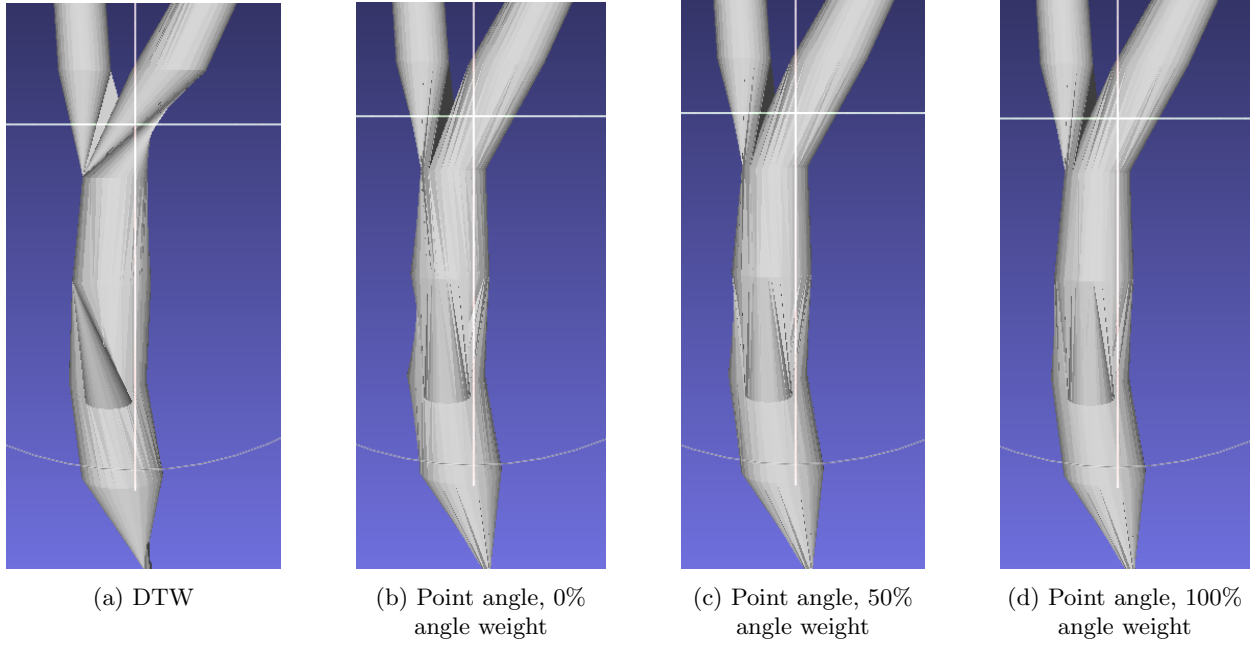 (a) DTW
(b) Point angle, 0%
angle weight
(c) Point angle, 50%
angle weight
(d) Point angle, 100%
angle weight